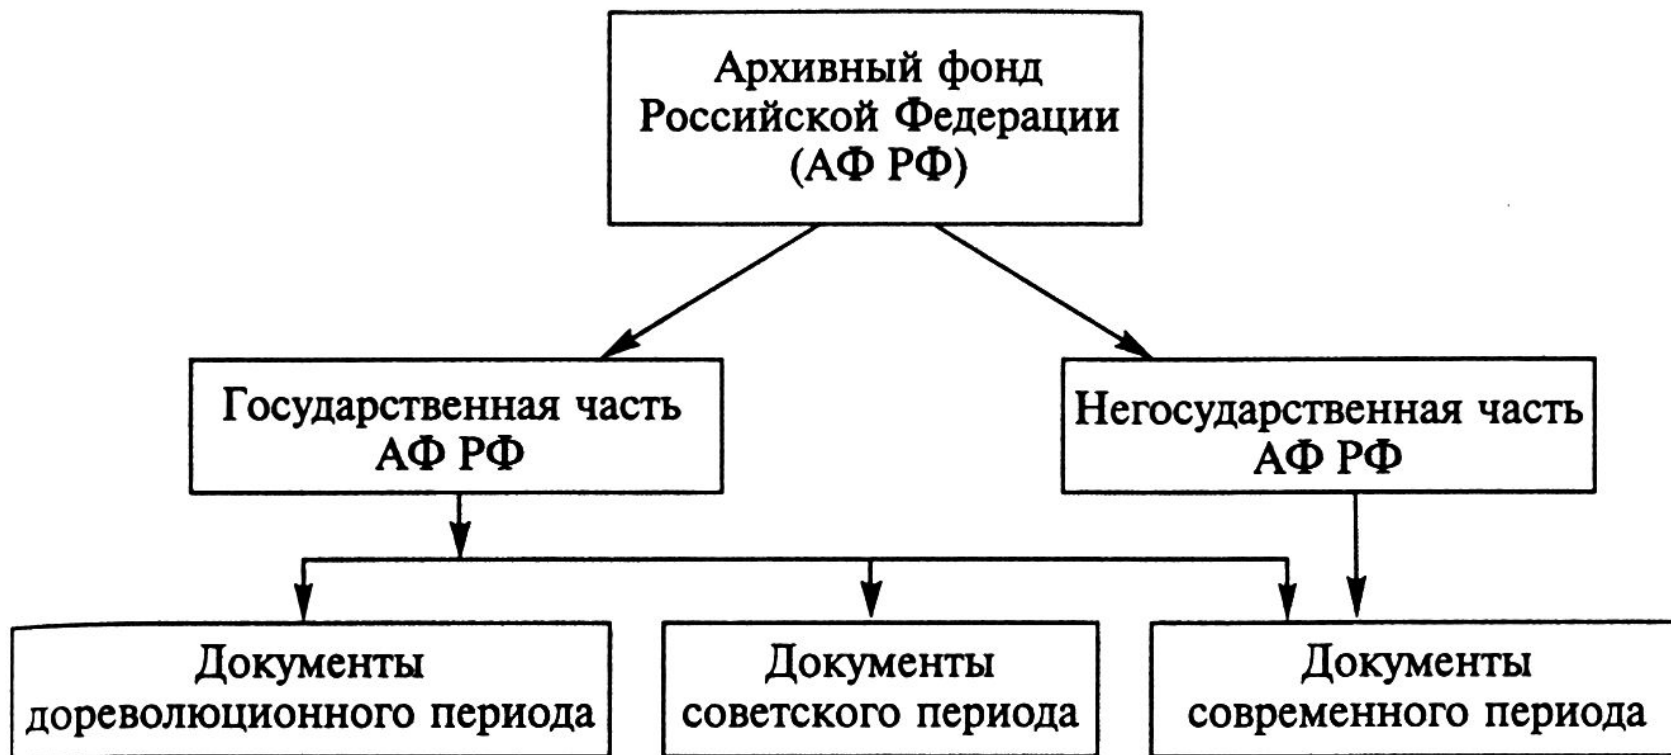 Архивный фонд
Российской Федерации
(АФ РФ)
Государственная часть
АФ РФ
Негосударственная часть
АФ РФ
Документы
дореволюционного периода
Документы
советского периода
Документы
современного периода